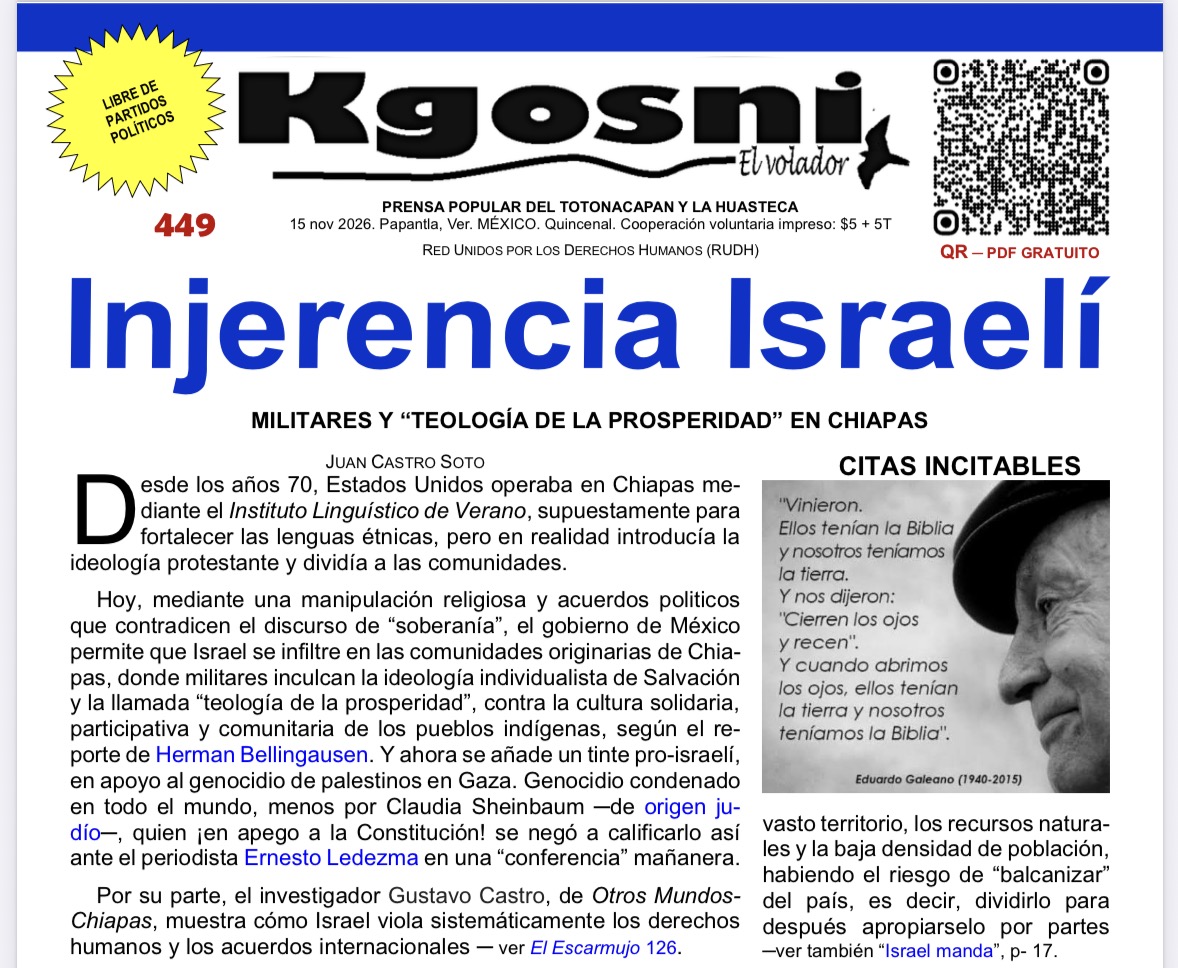 LIBRE DE
PARTIDOS
POLÍTICOS
Kgosni
El volador
449
PRENSA POPULAR DEL TOTONACAPAN Y LA HUASTECA
15 nov 2026. Papantla, Ver. MÉXICO. Quincenal. Cooperación voluntaria impreso: $5 + 5T
RED UNIDOS POR LOS DERECHOS HUMANOS (RUDH)
QR – PDF GRATUITO
Injerencia Israelí
MILITARES Y “TEOLOGÍA DE LA PROSPERIDAD” EN CHIAPAS
JUAN CASTRO SOTO
Desde los años 70, Estados Unidos operaba en Chiapas me-
diante el Instituto Linguístico de Verano, supuestamente para
fortalecer las lenguas étnicas, pero en realidad introducía la
ideología protestante y dividía a las comunidades.
Hoy, mediante una manipulación religiosa y acuerdos politicos
que contradicen el discurso de “soberanía”, el gobierno de México
permite que Israel se infiltre en las comunidades originarias de Chia-
pas, donde militares inculcan la ideología individualista de Salvación
y la llamada “teología de la prosperidad”, contra la cultura solidaria,
participativa y comunitaria de los pueblos indígenas, según el re-
porte de Herman Bellingausen. Y ahora se añade un tinte pro-israelí,
en apoyo al genocidio de palestinos en Gaza. Genocidio condenado
en todo el mundo, menos por Claudia Sheinbaum —de origen ju-
dío—, quien ¡en apego a la Constitución! se negó a calificarlo así
ante el periodista Ernesto Ledezma en una “conferencia” mañanera.
Por su parte, el investigador Gustavo Castro, de Otros Mundos-
Chiapas, muestra cómo Israel viola sistemáticamente los derechos
humanos y los acuerdos internacionales — ver El Escarmujo 126.
CITAS INCITABLES
"Vinieron.
Ellos tenían la Biblia
y nosotros teníamos
la tierra.
Y nos dijeron:
"Cierren los ojos
y recen".
Y cuando abrimos
los ojos, ellos tenían
la tierra y nosotros
teníamos la Biblia".
Eduardo Galeano (1940-2015)
vasto territorio, los recursos natura-
les y la baja densidad de población,
habiendo el riesgo de “balcanizar”
del país, es decir, dividirlo para
después apropiarselo por partes
—ver también “Israel manda”, p- 17.